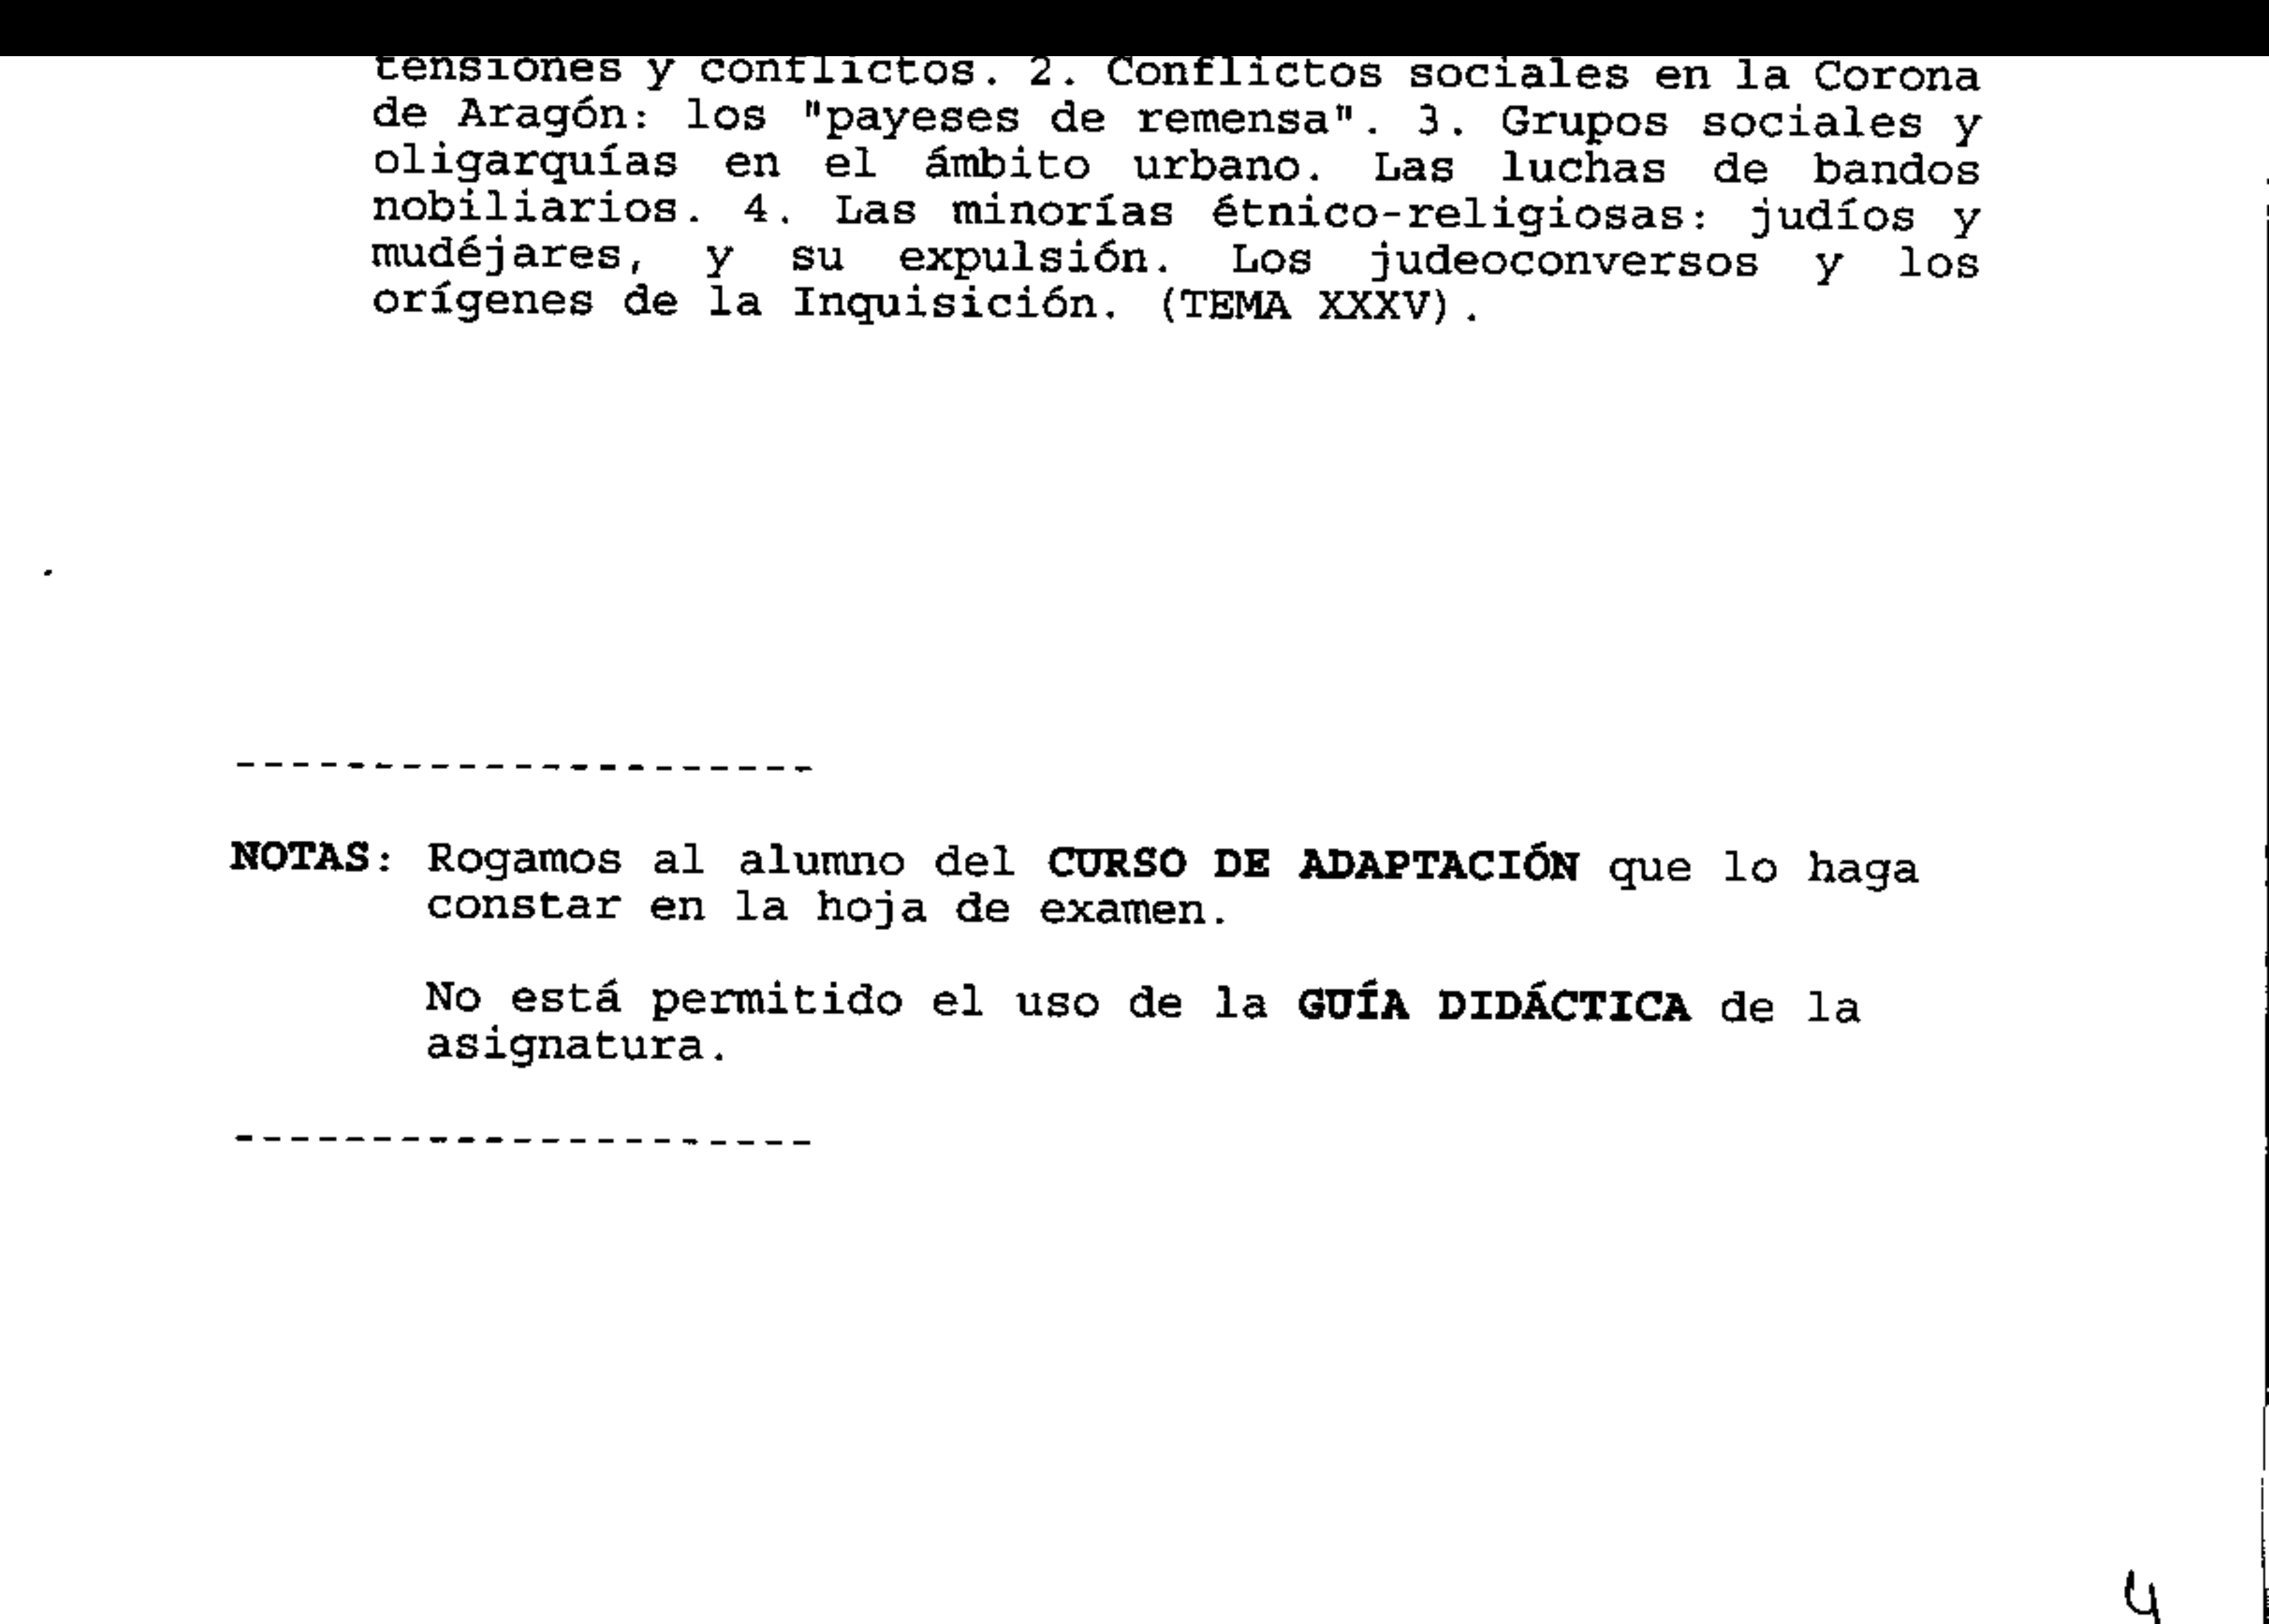 tensiones y conflictos. 2. Conflictos sociales en la Corona
de Aragón: los "payeses de remensa". 3. Grupos sociales y
oligarquías en el ámbito urbano. Las luchas de bandos
nobiliarios. 4. Las minorías étnico-religiosas: judíos y
mudéjares, y su expulsión. Los judeoconversos y los
orígenes de la Inquisición. (TEMA XXXV).
---------------------
NOTAS: Rogamos al alumno del CURSO DE ADAPTACIÓN que lo haga
constar en la hoja de examen.
No está permitido el uso de la GUÍA DIDÁCTICA de la
asignatura.
---------------------